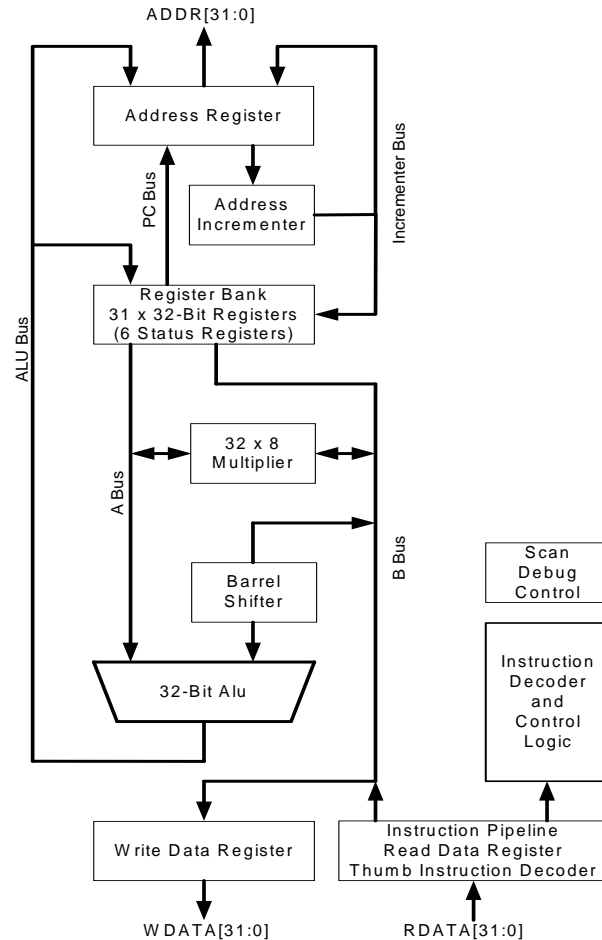 ADDR[31:0]
Address Register
PC Bus
Address
Incrementer
Incrementer Bus
Register Bank
31 x 32-Bit Registers
(6 Status Registers)
ALU Bus
A Bus
32 x 8
Multiplier
B Bus
Barrel
Shifter
32-Bit Alu
Scan
Debug
Control
Instruction
Decoder
and
Control
Logic
Write Data Register
Instruction Pipeline
Read Data Register
Thumb Instruction Decoder
WDATA[31:0]
RDATA[31:0]